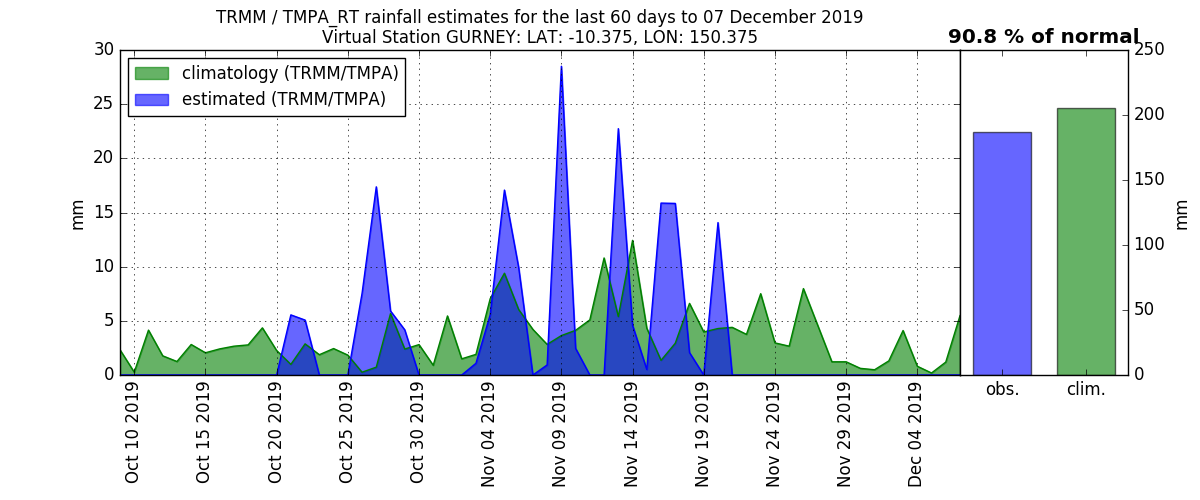 TRMM / TMPA_RT rainfall estimates for the last 60 days to 07 December 2019
Virtual Station GURNEY: LAT: -10.375, LON: 150.375
90.8 % of normal
climatology (TRMM/TMPA)
estimated (TRMM/TMPA)
30
25
20
15
10
5
0
mm
Oct 10 2019
Oct 15 2019
Oct 20 2019
Oct 25 2019
Oct 30 2019
Nov 04 2019
Nov 09 2019
Nov 14 2019
Nov 19 2019
Nov 24 2019
Nov 29 2019
Dec 04 2019
obs.
clim.
250
200
150
100
50
0
mm